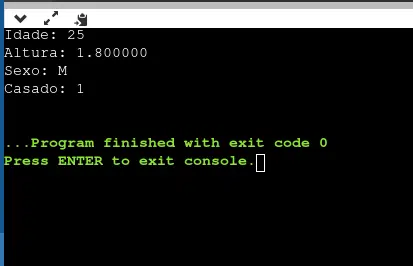 Idade: 25
Altura: 1.800000
Sexo: M
Casado: 1
...Program finished with exit code 0
Press ENTER to exit console.